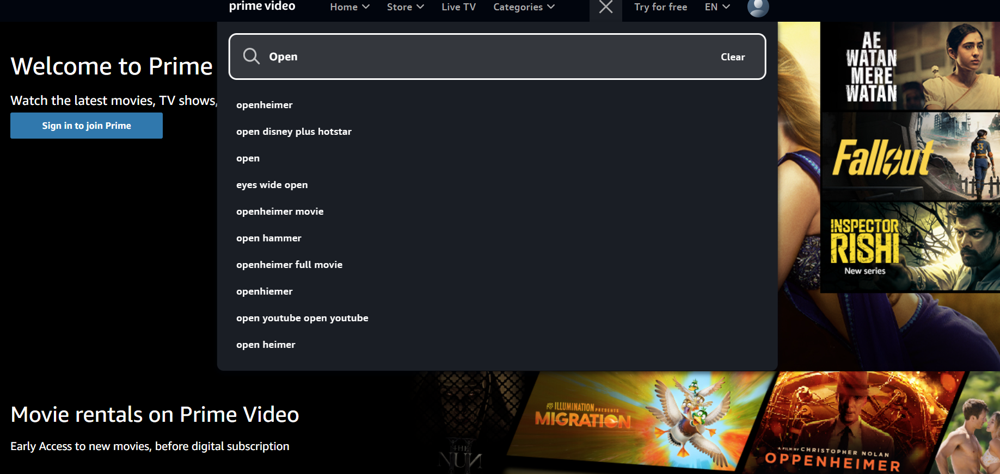 prime video Home Store Live TV Categories Try for free EN
Open Clear
openheimer
open disney plus hotstar
open
eyes wide open
openheimer movie
open hammer
openheimer full movie
openhiemer
open youtube open youtube
open heimer
Welcome to Prime
Watch the latest movies, TV shows,
Sign in to join Prime
AE
WATAN
MERE
WATAN
Fallout
33
INSPECTOR
RISHI
New series
Movie rentals on Prime Video
Early Access to new movies, before digital subscription
THE
NUN
ILLUMINATION PRESENTS
MIGRATION
A FILM BY CHRISTOPHER NOLAN
OPPENHEIMER